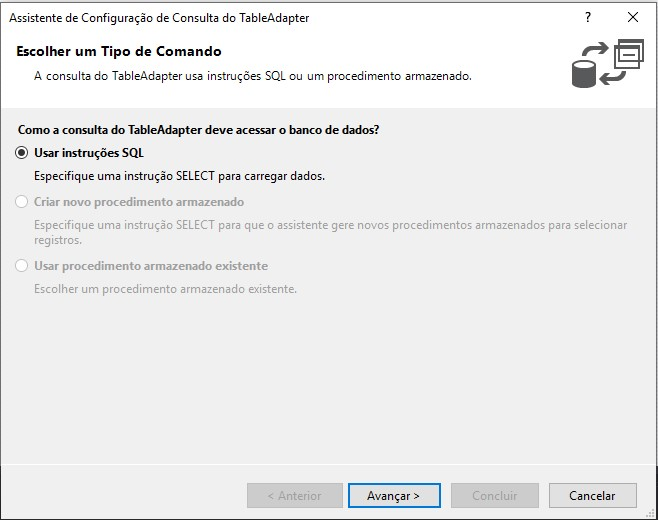 Assistente de Configuração de Consulta do TableAdapter
?
Escolher um Tipo de Comando
A consulta do TableAdapter usa instruções SQL ou um procedimento armazenado.
Como a consulta do TableAdapter deve acessar o banco de dados?
Usar instruções SQL
Especifique uma instrução SELECT para carregar dados.
Criar novo procedimento armazenado
Especifique uma instrução SELECT para que o assistente gere novos procedimentos armazenados para selecionar
registros.
Usar procedimento armazenado existente
Escolher um procedimento armazenado existente.
< Anterior
Avançar >
Concluir
Cancelar